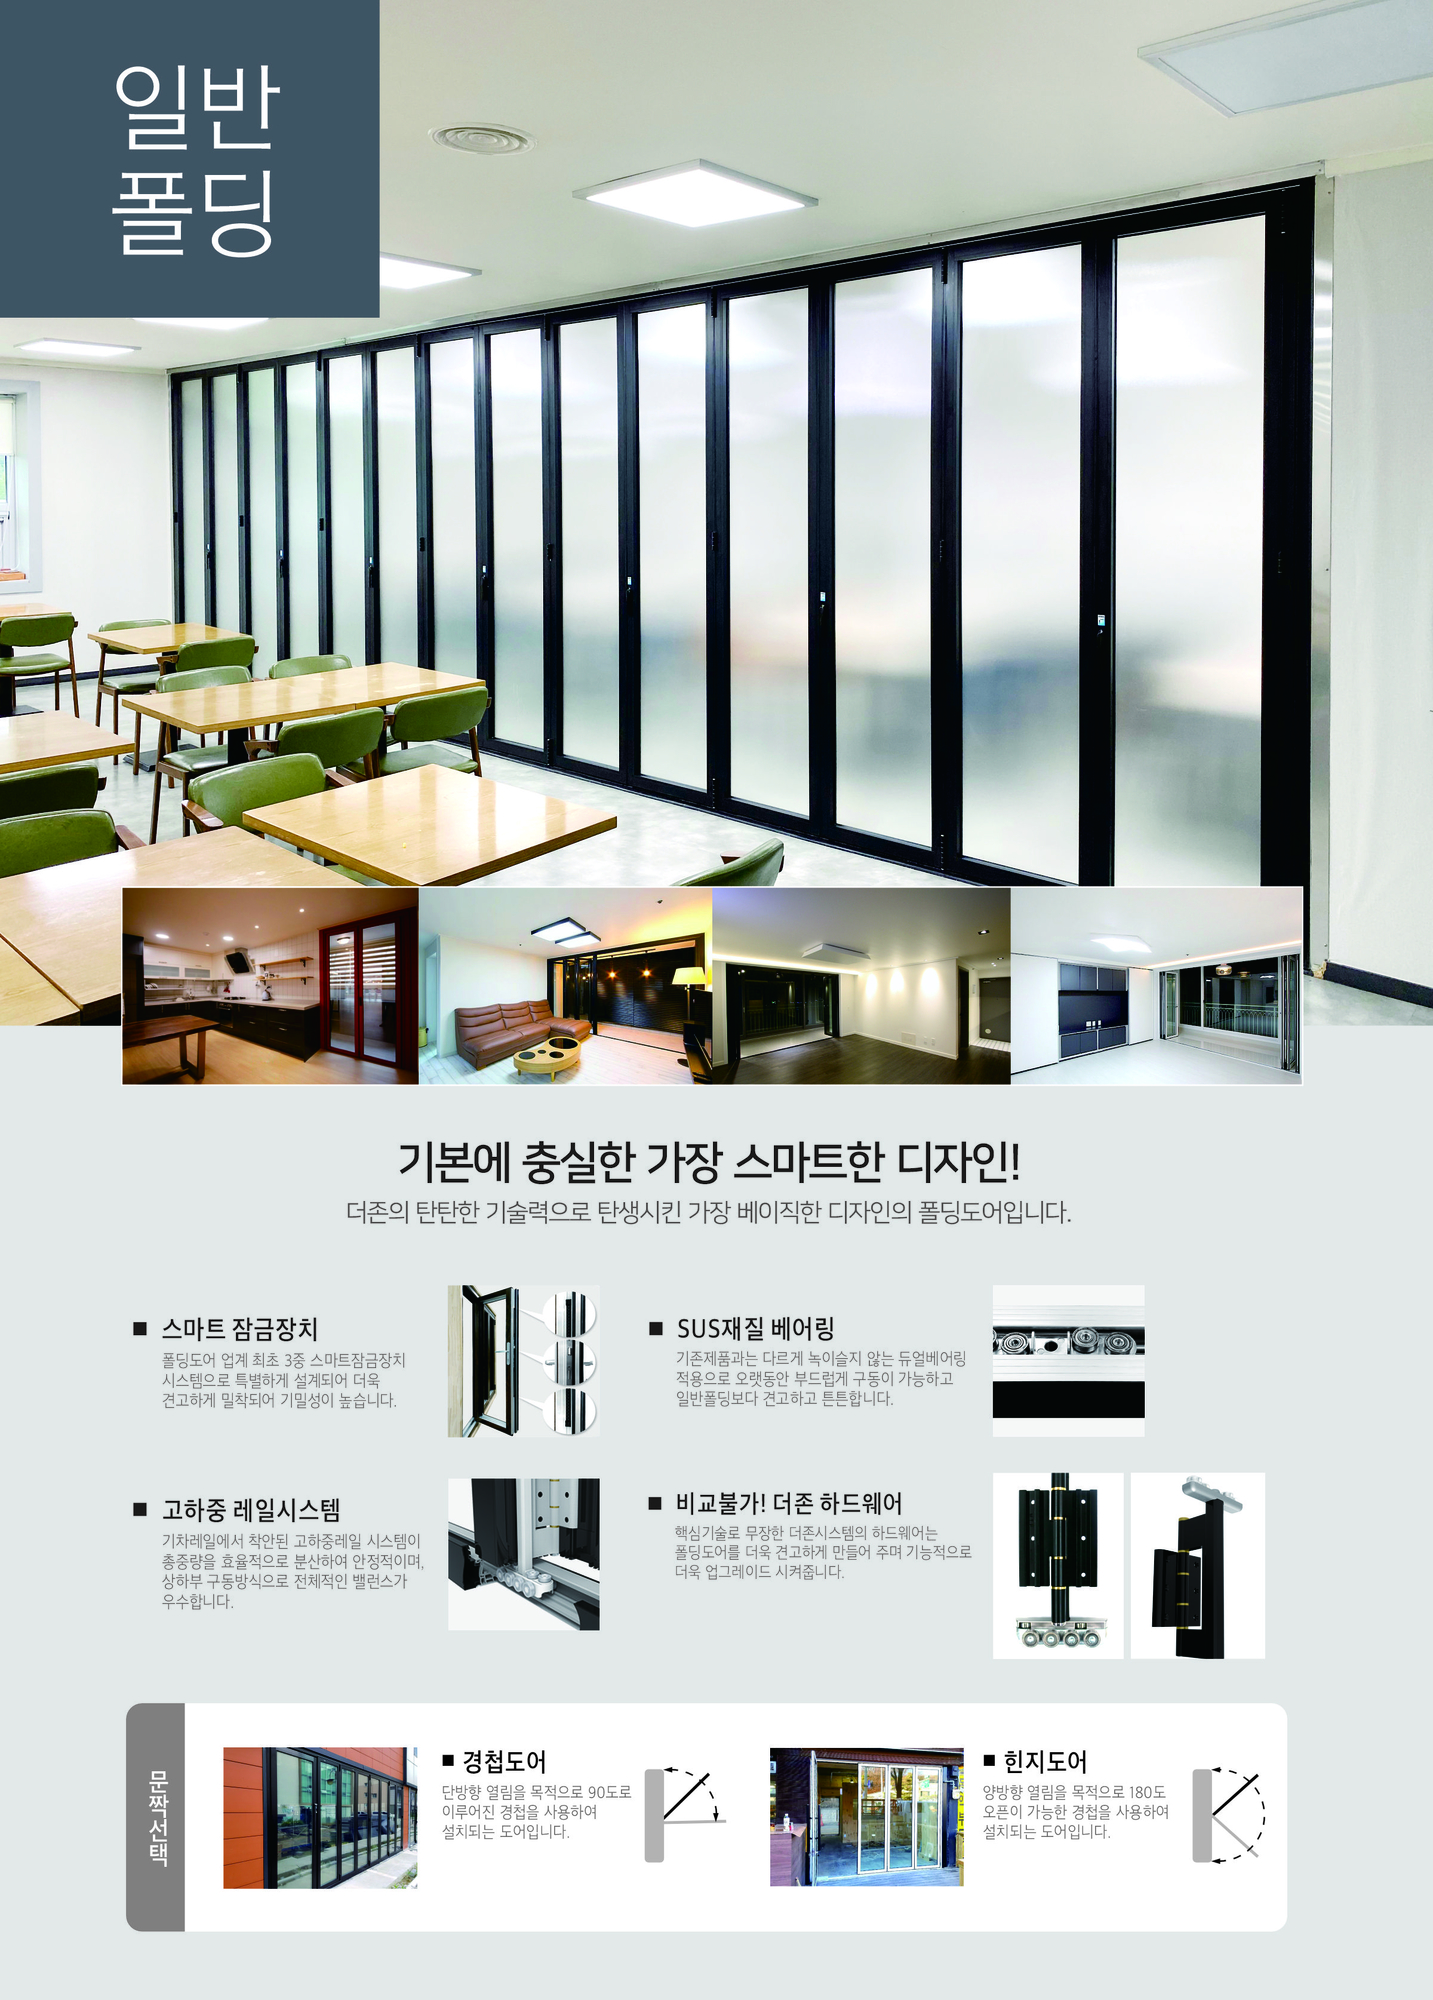 일반
폴딩
기본에 충실한 가장 스마트한 디자인!
더존의 탄탄한 기술력으로 탄생시킨 가장 베이직한 디자인의 폴딩도어입니다.
■ 스마트 잠금장치
폴딩도어 업계 최초 3중 스마트잠금장치
시스템으로 특별하게 설계되어 더욱
견고하게 밀착되어 기밀성이 높습니다.
■ SUS재질 베어링
기존제품과는 다르게 녹이슬지 않는 듀얼베어링
적용으로 오랫동안 부드럽게 구동이 가능하고
일반폴딩보다 견고하고 튼튼합니다.
■ 고하중 레일시스템
기차레일에서 착안된 고하중레일 시스템이
총중량을 효율적으로 분산하여 안정적이며,
상하부 구동방식으로 전체적인 밸런스가
우수합니다.
■ 비교불가! 더존 하드웨어
핵심기술로 무장한 더존시스템의 하드웨어는
폴딩도어를 더욱 견고하게 만들어 주며 기능적으로
더욱 업그레이드 시켜줍니다.
문짝선택
■ 경첩도어
단방향 열림을 목적으로 90도로
이루어진 경첩을 사용하여
설치되는 도어입니다.
■ 힌지도어
양방향 열림을 목적으로 180도
오픈이 가능한 경첩을 사용하여
설치되는 도어입니다.